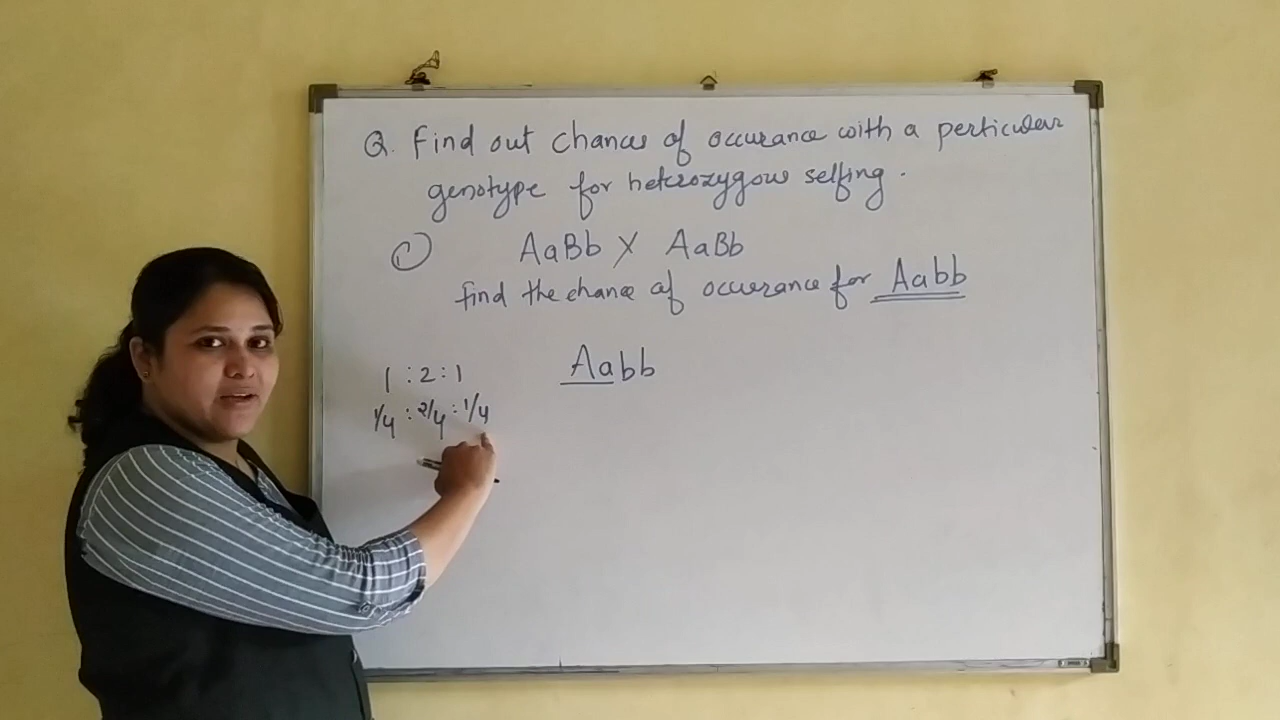 Q. Find out chances of occurance with a perticular
genotype for heterozygous selfing.
1) AaBb X AaBb
Find the chance of occurance for Aabb
1 : 2 : 1
Aabb
1/4 : 2/4 : 1/4